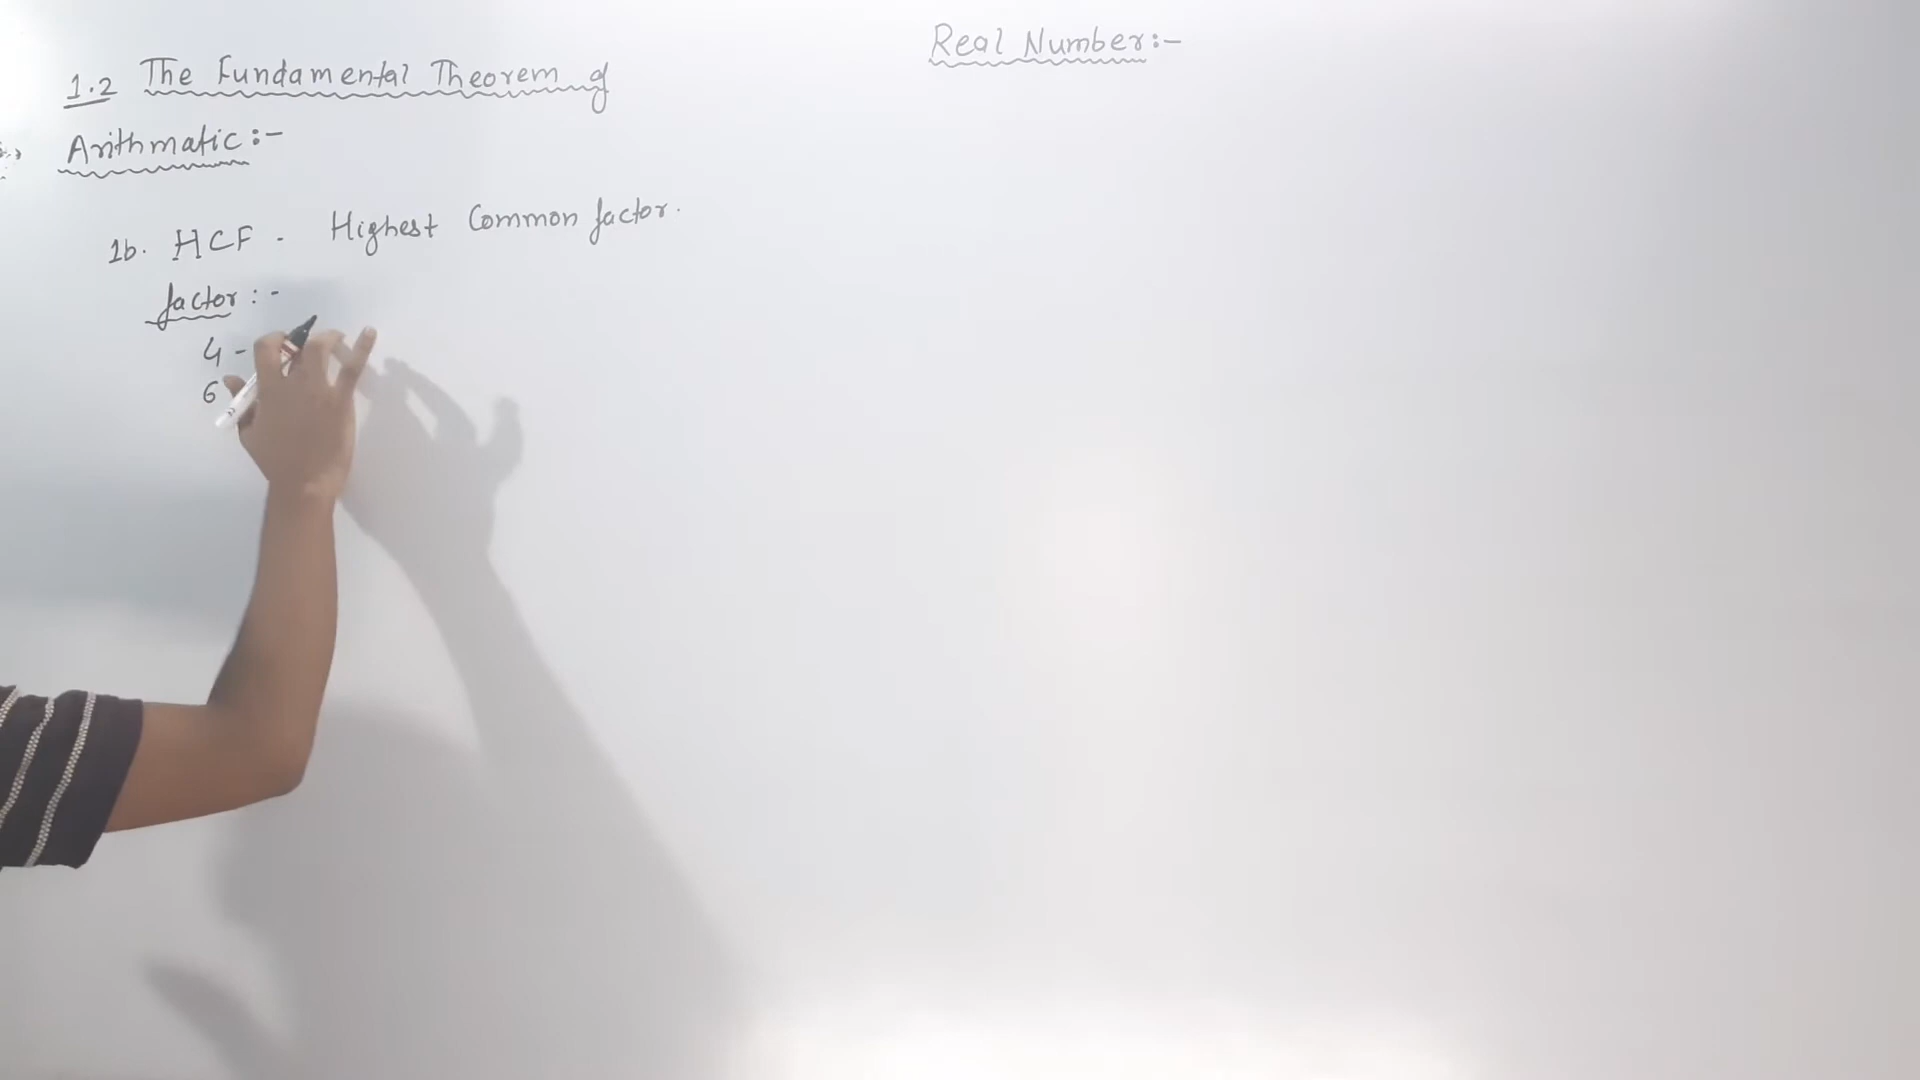 Real Number:-
1.2 The Fundamental Theorem of
Arithmatic:-
1b. HCF - Highest Common factor.
factor:-
4 -
6